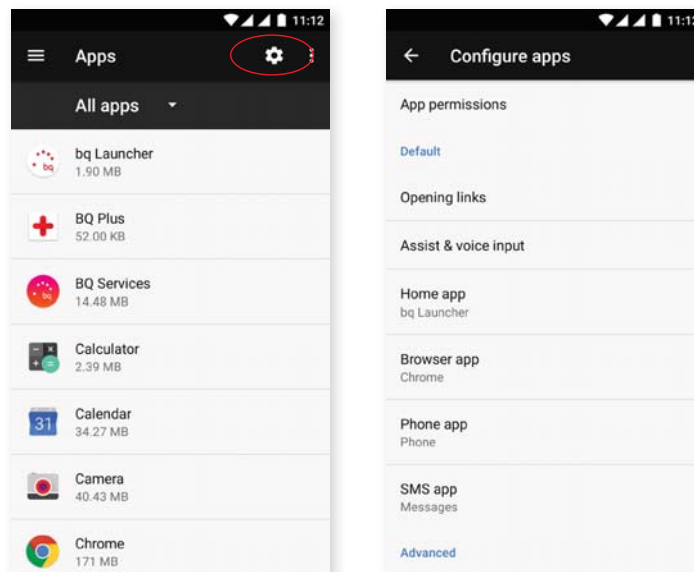 11:12
Apps
All apps
bq Launcher
1.90 MB
BQ Plus
52.00 KB
BQ Services
14.48 MB
Calculator
2.39 MB
31
Calendar
34.27 MB
Camera
40.43 MB
Chrome
171 MB
11:12
Configure apps
App permissions
Default
Opening links
Assist & voice input
Home app
bq Launcher
Browser app
Chrome
Phone app
Phone
SMS app
Messages
Advanced